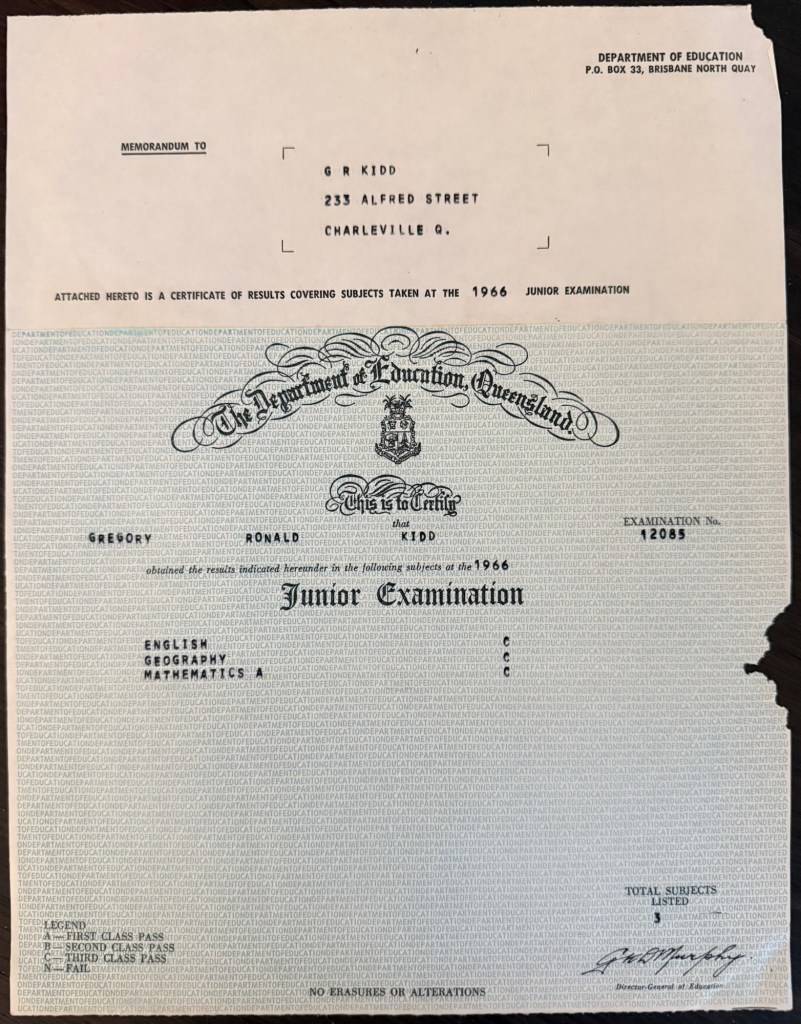 DEPARTMENT OF EDUCATION
P.O. BOX 33, BRISBANE NORTH QUAY
MEMORANDUM TO
G R KIDD
233 ALFRED STREET
CHARLEVILLE Q.
ATTACHED HERETO IS A CERTIFICATE OF RESULTS COVERING SUBJECTS TAKEN AT THE 1966 JUNIOR EXAMINATION
The Department of Education, Queensland.
This is to Certify
that
EXAMINATION No.
GREGORY RONALD KIDD 12085
obtained the results indicated hereunder in the following subjects at the 1966
Junior Examination
ENGLISH C
GEOGRAPHY C
MATHEMATICS A C
TOTAL SUBJECTS
LISTED
3
LEGEND
A — FIRST CLASS PASS
B — SECOND CLASS PASS
C — THIRD CLASS PASS
N — FAIL
Murphy
Director-General of Education
NO ERASURES OR ALTERATIONS